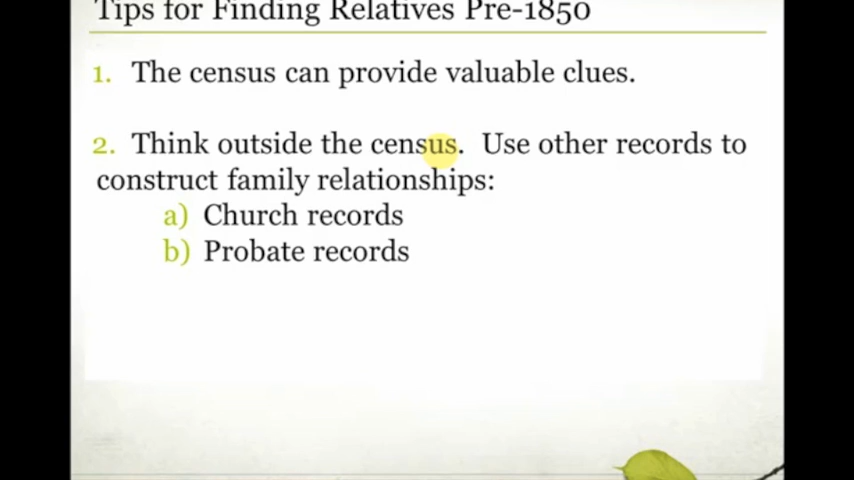 Tips for Finding Relatives Pre-1850
1. The census can provide valuable clues.
2. Think outside the census. Use other records to
construct family relationships:
a) Church records
b) Probate records